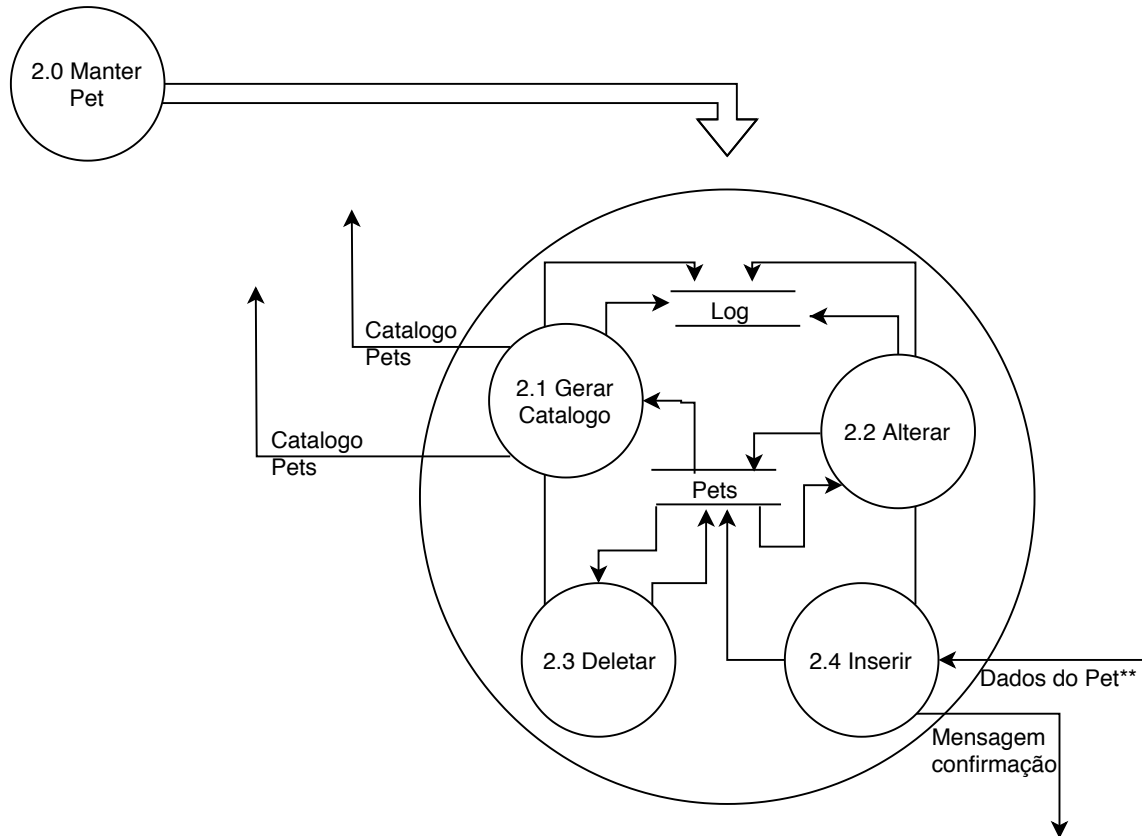 2.0 Manter
Pet
Log
Catalogo
Pets
2.1 Gerar
Catalogo
2.2 Alterar
Catalogo
Pets
Pets
2.3 Deletar
2.4 Inserir
Dados do Pet**
Mensagem
confirmação